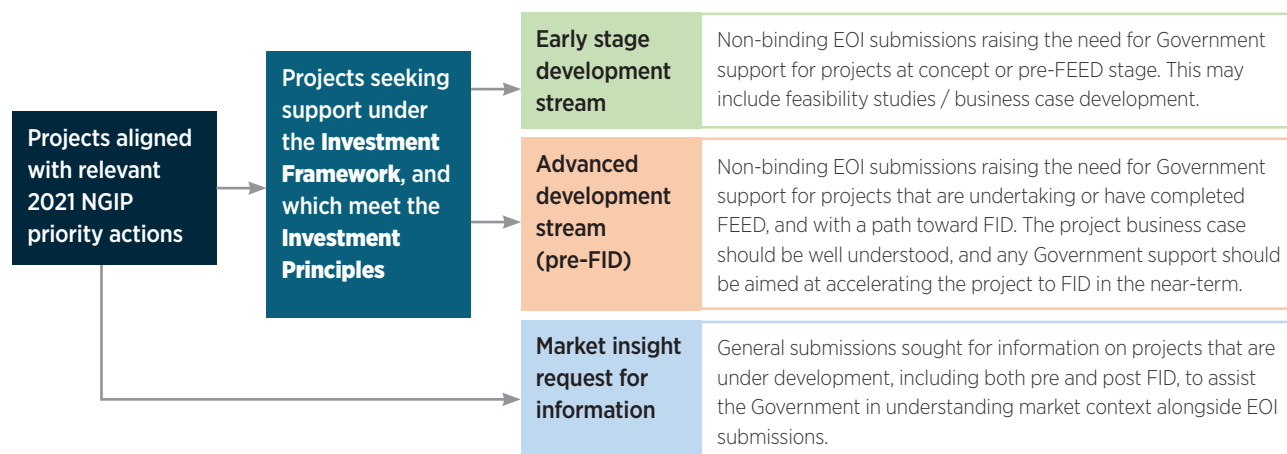 Projects aligned
with relevant
2021 NGIP
priority actions
Projects seeking
support under
the Investment
Framework, and
which meet the
Investment
Principles
Early stage
development
stream
Non-binding EOI submissions raising the need for Government
support for projects at concept or pre-FEED stage. This may
include feasibility studies / business case development.
Advanced
development
stream
(pre-FID)
Non-binding EOI submissions raising the need for Government
support for projects that are undertaking or have completed
FEED, and with a path toward FID. The project business case
should be well understood, and any Government support should
be aimed at accelerating the project to FID in the near-term.
Market insight
request for
information
General submissions sought for information on projects that are
under development, including both pre and post FID, to assist
the Government in understanding market context alongside EOI
submissions.